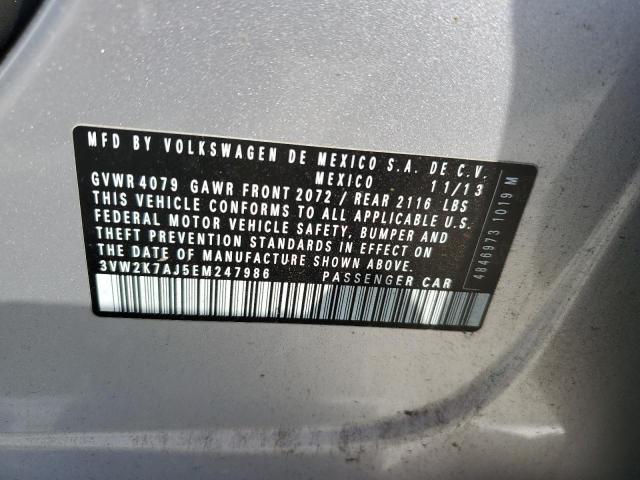 MFD BY VOLKSWAGEN DE MEXICO S.A. DE C.V.
MEXICO 11/13
GVWR 4079 GAWR FRONT 2072 / REAR 2116 LBS
THIS VEHICLE CONFORMS TO ALL APPLICABLE U.S.
FEDERAL MOTOR VEHICLE SAFETY, BUMPER AND
THEFT PREVENTION STANDARDS IN EFFECT ON
THE DATE OF MANUFACTURE SHOWN ABOVE.
3VW2K7AJ5EM247986 PASSENGER CAR
4846973 1019 M